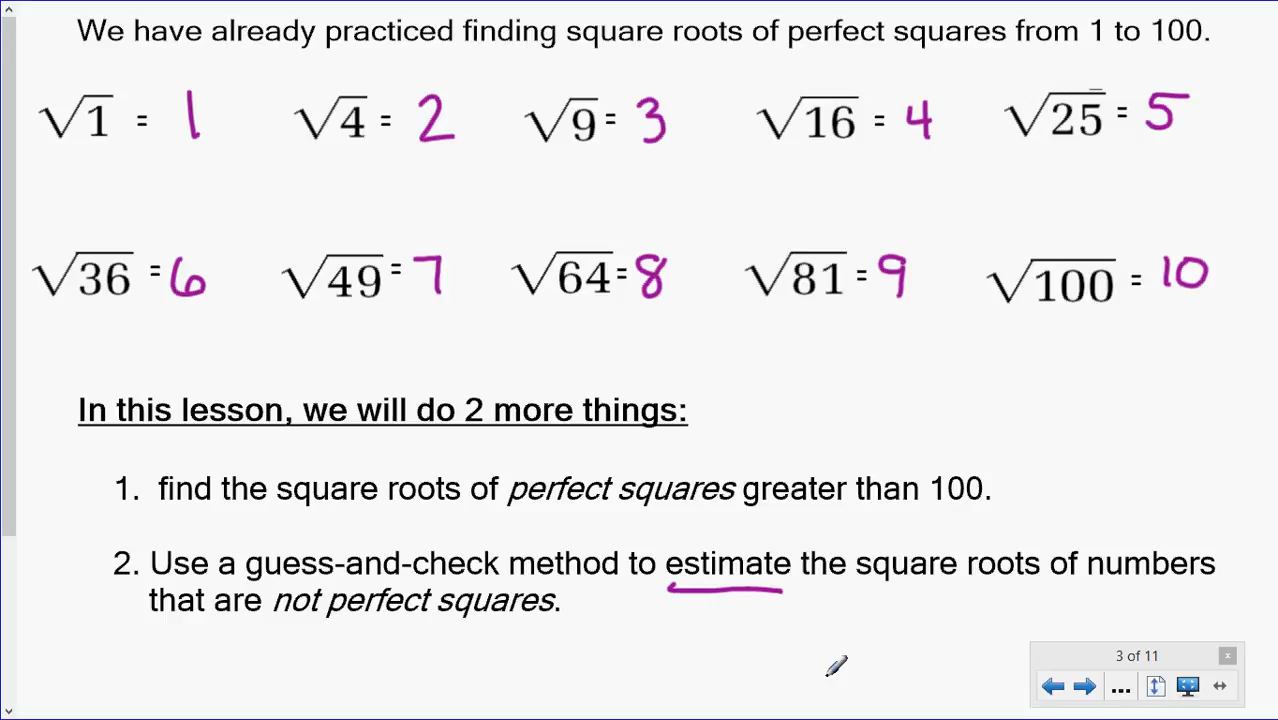 We have already practiced finding square roots of perfect squares from 1 to 100.
√1 = 1 √4 = 2 √9 = 3 √16 = 4 √25 = 5
√36 = 6 √49 = 7 √64 = 8 √81 = 9 √100 = 10
In this lesson, we will do 2 more things:
1. find the square roots of perfect squares greater than 100.
2. Use a guess-and-check method to estimate the square roots of numbers
that are not perfect squares.
3 of 11